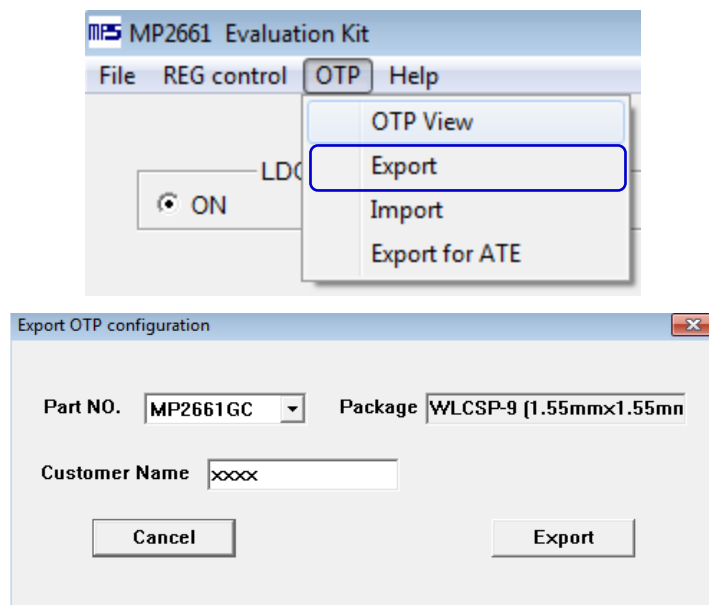 mps MP2661 Evaluation Kit
File REG control OTP Help
OTP View
LDO Export
ON Import
Export for ATE
Export OTP configuration
Part NO. MP2661GC Package WLCSP-9 (1.55mmx1.55mm
Customer Name xxxx
Cancel Export